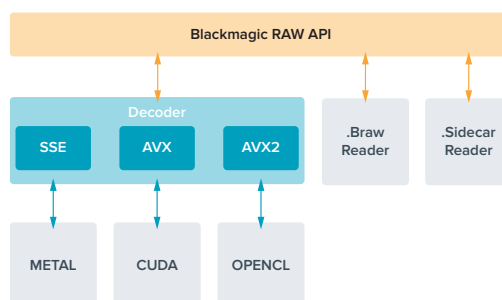 Blackmagic RAW API
Decoder
SSE
AVX
AVX2
.Braw
Reader
.Sidecar
Reader
METAL
CUDA
OPENCL